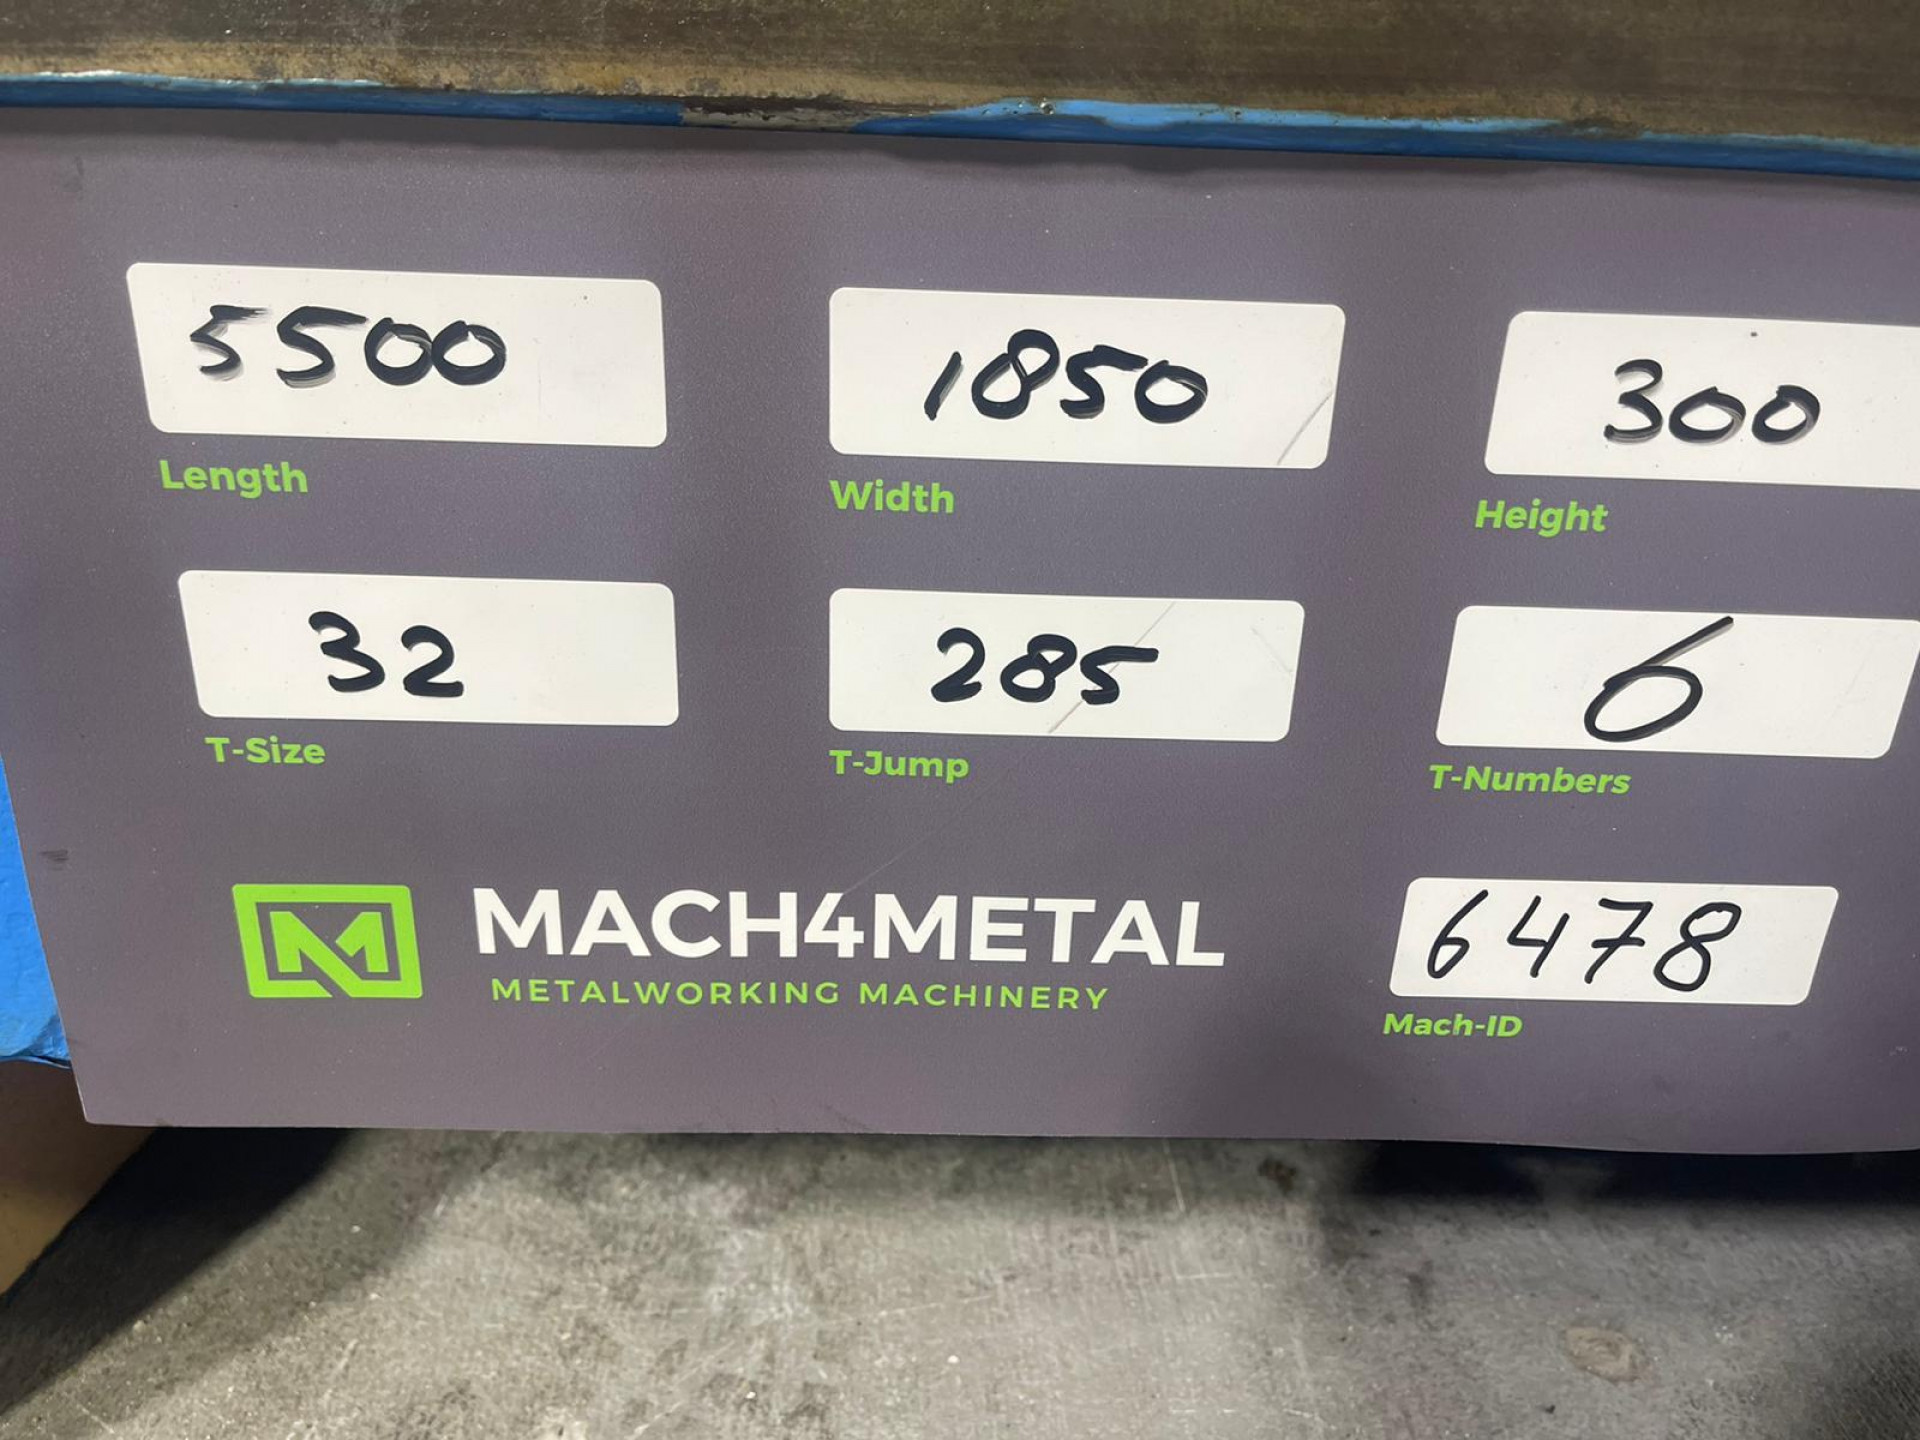 5500 1850 300
Length Width Height
32 285 6
T-Size T-Jump T-Numbers
MACH4METAL
METALWORKING MACHINERY
6478
Mach-ID